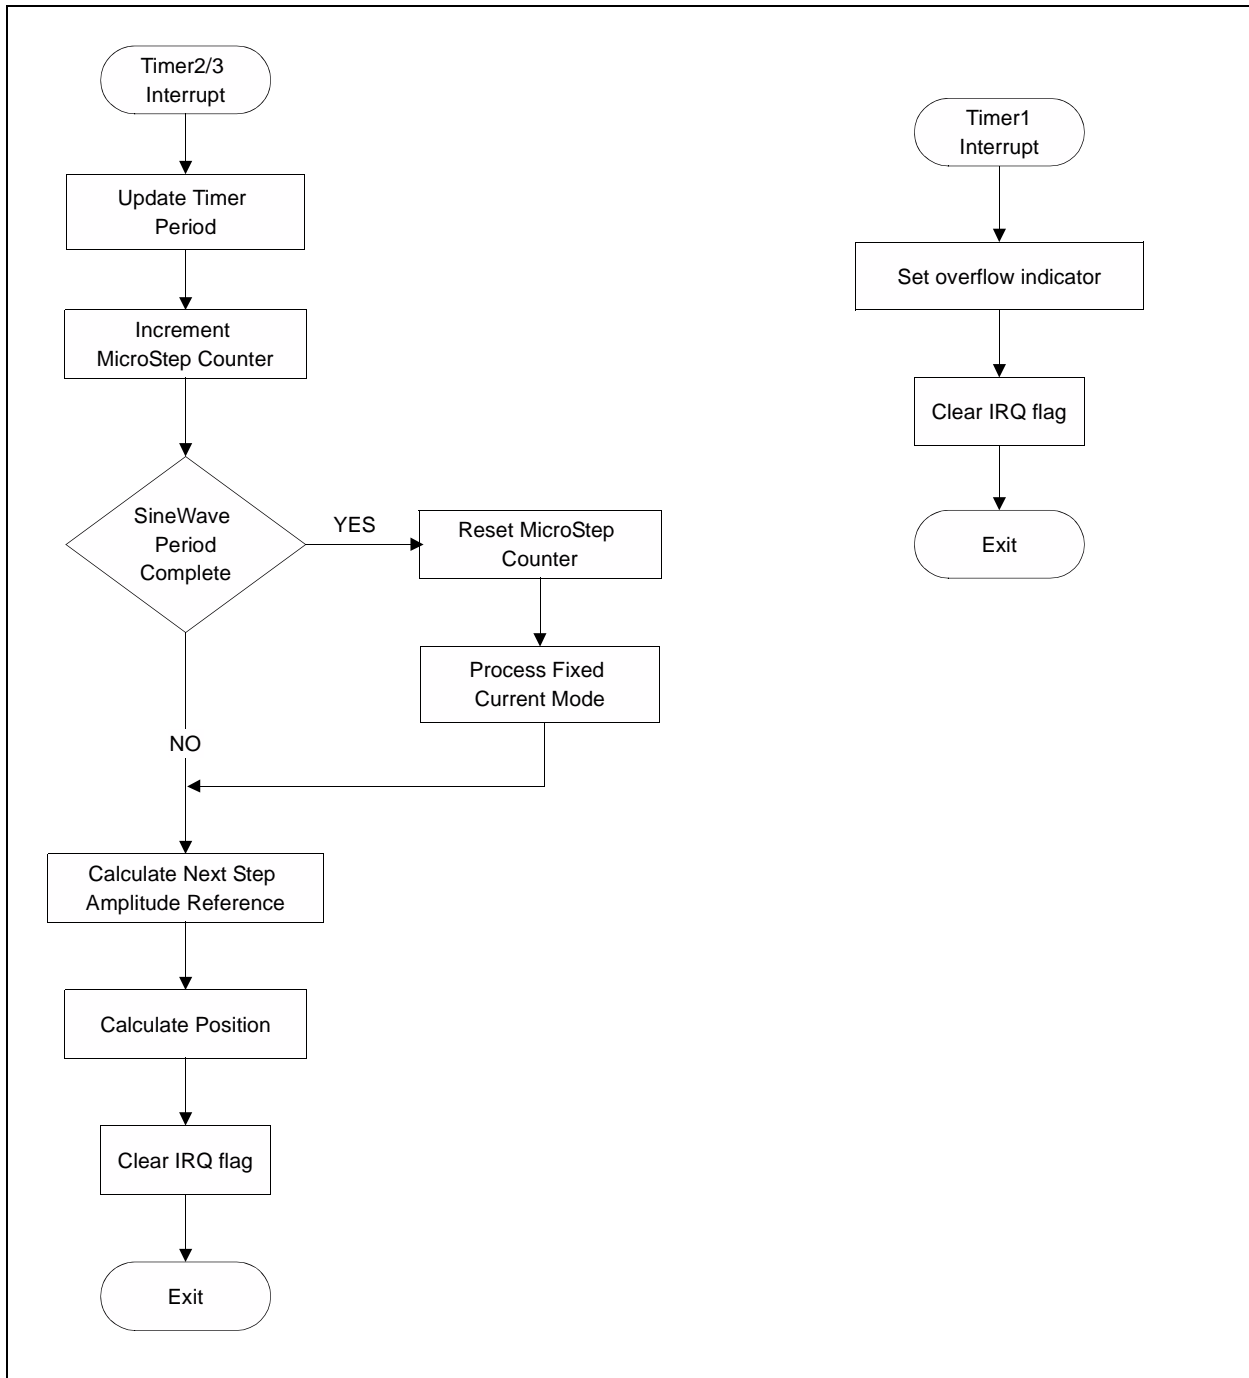 Timer2/3
Interrupt
Update Timer
Period
Increment
MicroStep Counter
SineWave
Period
Complete
YES
Reset MicroStep
Counter
Process Fixed
Current Mode
NO
Calculate Next Step
Amplitude Reference
Calculate Position
Clear IRQ flag
Exit
Timer1
Interrupt
Set overflow indicator
Clear IRQ flag
Exit